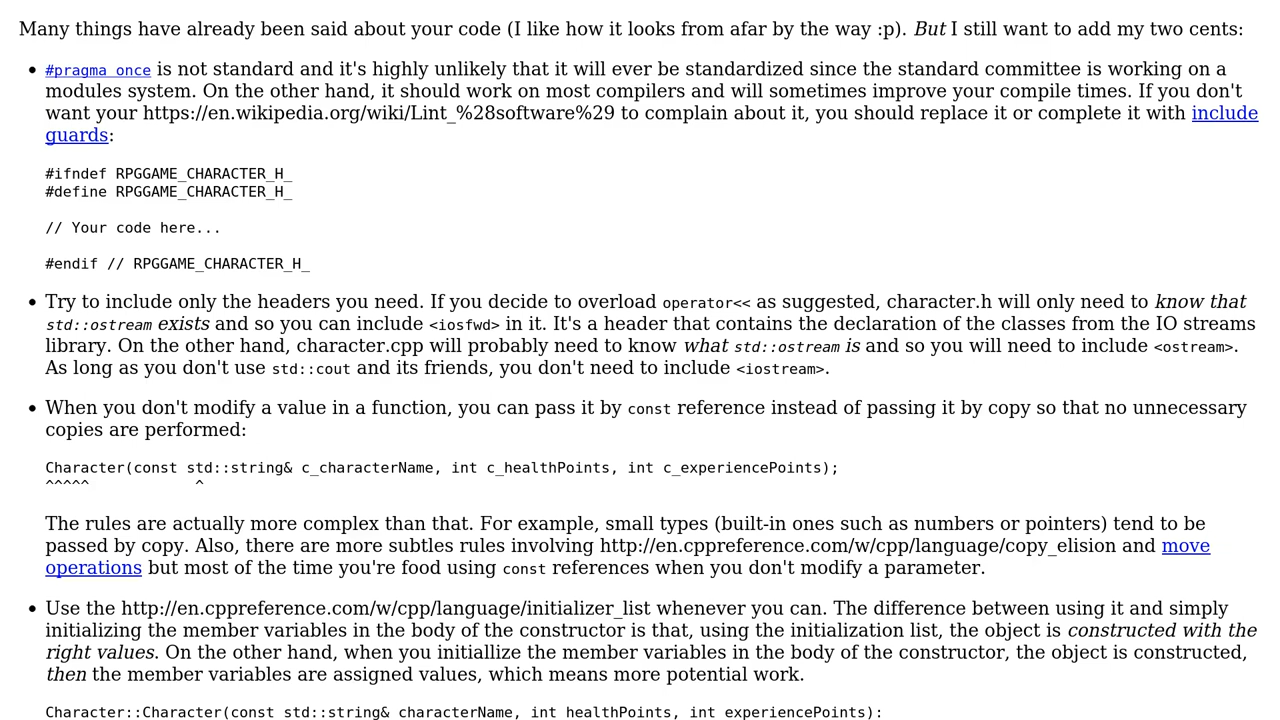 Many things have already been said about your code (I like how it looks from afar by the way :p). But I still want to add my two cents:
#pragma once is not standard and it's highly unlikely that it will ever be standardized since the standard committee is working on a
modules system. On the other hand, it should work on most compilers and will sometimes improve your compile times. If you don't
want your https://en.wikipedia.org/wiki/Lint_%28software%29 to complain about it, you should replace it or complete it with include
guards:
#ifndef RPGGAME_CHARACTER_H_
#define RPGGAME_CHARACTER_H_
// Your code here...
#endif // RPGGAME_CHARACTER_H_
Try to include only the headers you need. If you decide to overload operator<< as suggested, character.h will only need to know that
std::ostream exists and so you can include <iosfwd> in it. It's a header that contains the declaration of the classes from the IO streams
library. On the other hand, character.cpp will probably need to know what std::ostream is and so you will need to include <ostream>.
As long as you don't use std::cout and its friends, you don't need to include <iostream>.
When you don't modify a value in a function, you can pass it by const reference instead of passing it by copy so that no unnecessary
copies are performed:
Character(const std::string& c_characterName, int c_healthPoints, int c_experiencePoints);
^^^^^            ^
The rules are actually more complex than that. For example, small types (built-in ones such as numbers or pointers) tend to be
passed by copy. Also, there are more subtles rules involving http://en.cppreference.com/w/cpp/language/copy_elision and move
operations but most of the time you're food using const references when you don't modify a parameter.
Use the http://en.cppreference.com/w/cpp/language/initializer_list whenever you can. The difference between using it and simply
initializing the member variables in the body of the constructor is that, using the initialization list, the object is constructed with the
right values. On the other hand, when you initiallize the member variables in the body of the constructor, the object is constructed,
then the member variables are assigned values, which means more potential work.
Character::Character(const std::string& characterName, int healthPoints, int experiencePoints):